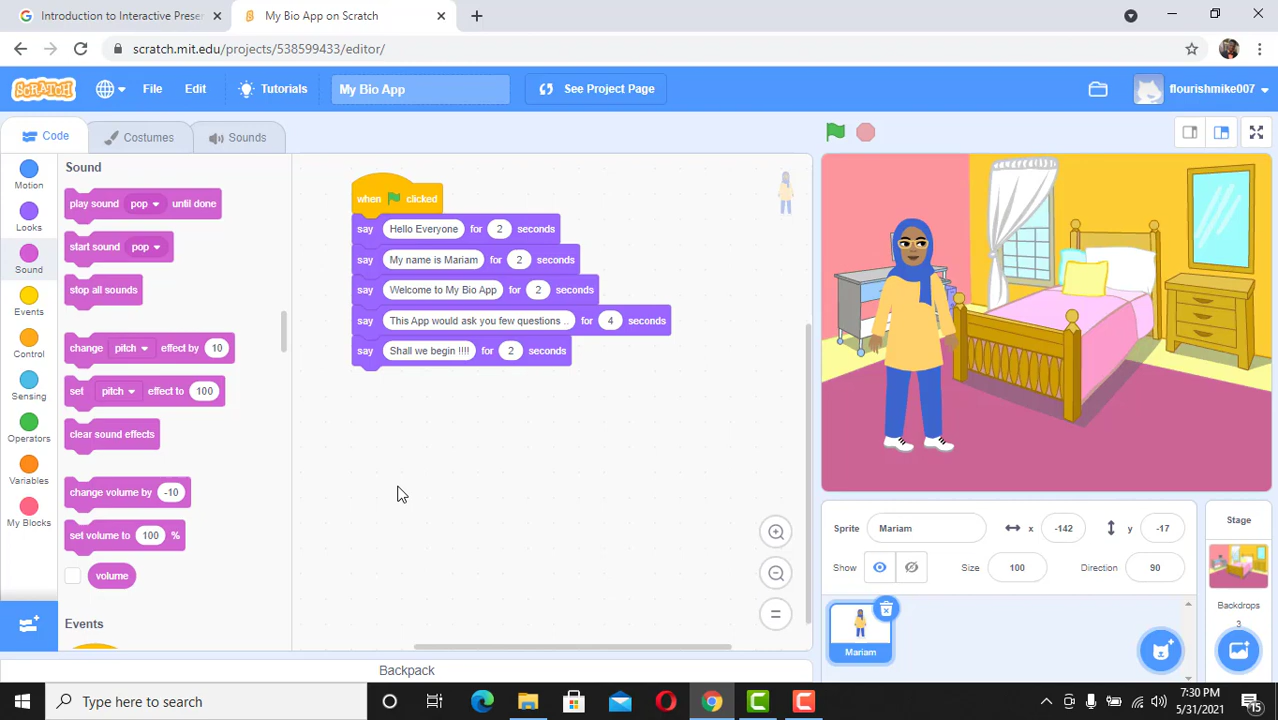 Introduction to Interactive Preser
My Bio App on Scratch
scratch.mit.edu/projects/538599433/editor/
SCRATCH
File
Edit
Tutorials
My Bio App
See Project Page
flourishmike007
Code
Costumes
Sounds
Motion
Looks
Sound
Events
Control
Sensing
Operators
Variables
My Blocks
Sound
play sound pop until done
start sound pop
stop all sounds
change pitch effect by 10
set pitch effect to 100
clear sound effects
change volume by -10
set volume to 100 %
volume
Events
when clicked
say Hello Everyone for 2 seconds
say My name is Mariam for 2 seconds
say Welcome to My Bio App for 2 seconds
say This App would ask you few questions .. for 4 seconds
say Shall we begin !!!! for 2 seconds
Backpack
Sprite Mariam x -142 y -17
Show Size 100 Direction 90
Mariam
Stage
Backdrops
3
Type here to search
7:30 PM
5/31/2021
15